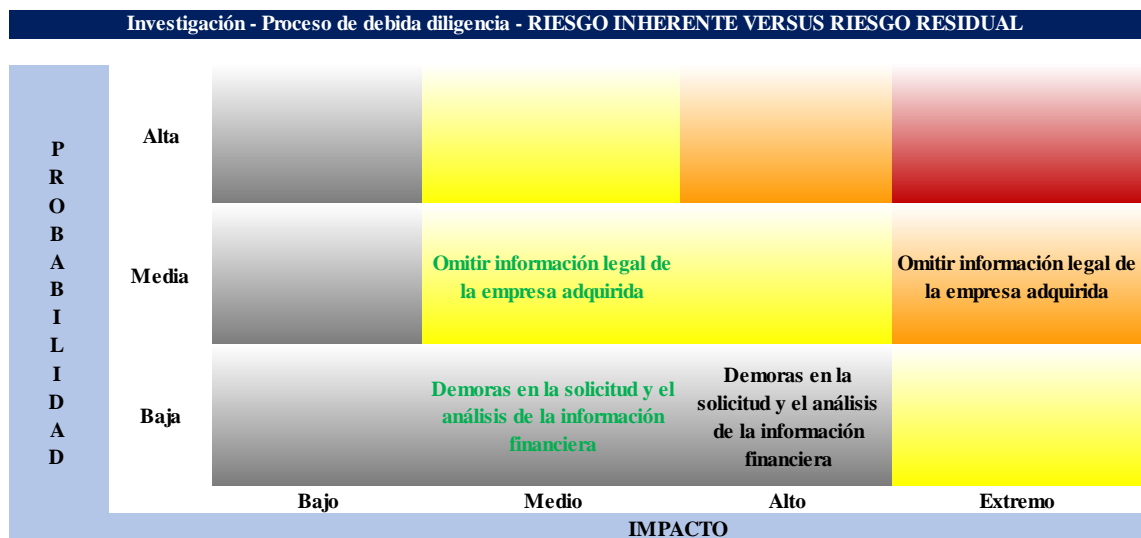 Investigación - Proceso de debida diligencia - RIESGO INHERENTE VERSUS RIESGO RESIDUAL
P
R
O
B
A
B
I
L
I
D
A
D
Alta
Media
Omitir información legal de
la empresa adquirida
Omitir información legal de
la empresa adquirida
Baja
Demoras en la solicitud y el
análisis de la información
financiera
Demoras en la
solicitud y el análisis
de la información
financiera
Bajo
Medio
Alto
Extremo
IMPACTO